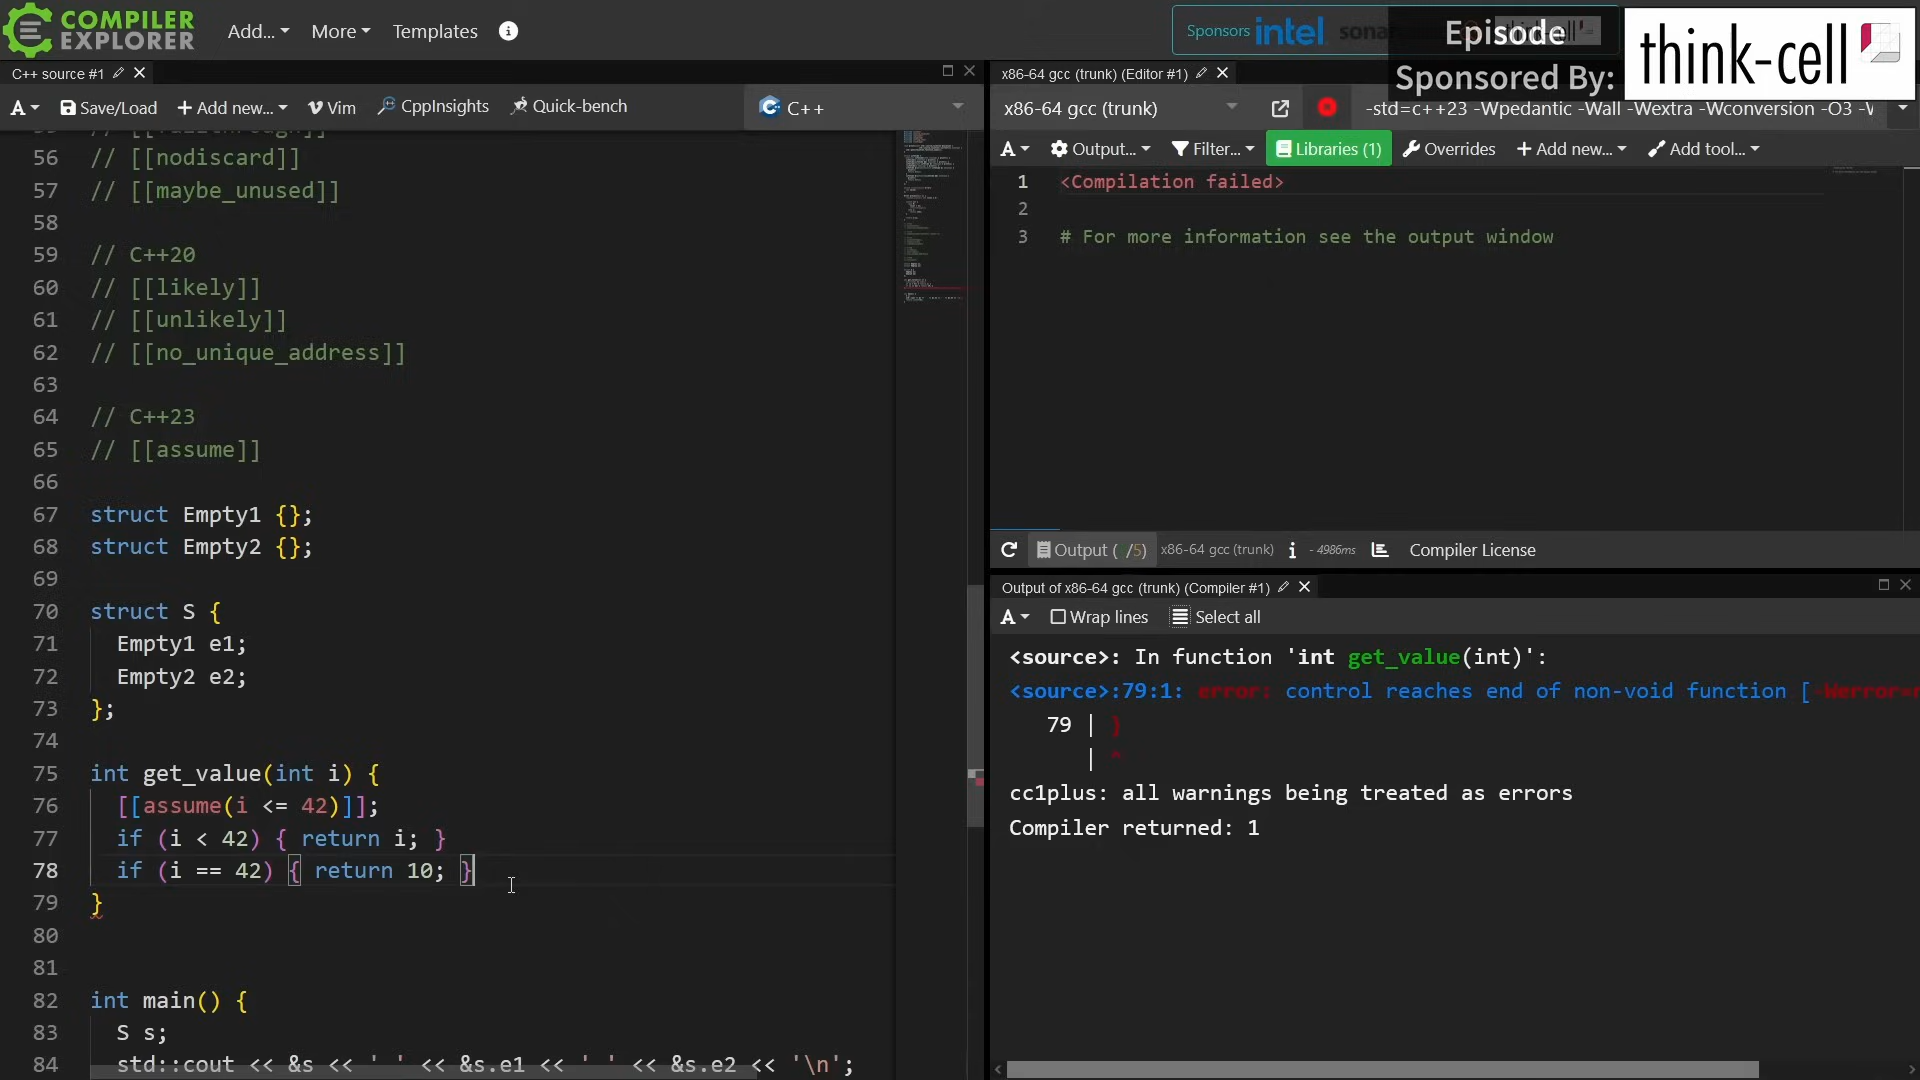 COMPILER
EXPLORER
Add...
More
Templates
Sponsors
intel
Episode
Sponsored By:
think-cell
C++ source #1
A
Save/Load
+ Add new...
Vim
CppInsights
Quick-bench
C++
56 // [[nodiscard]]
57 // [[maybe_unused]]
58
59 // C++20
60 // [[likely]]
61 // [[unlikely]]
62 // [[no_unique_address]]
63
64 // C++23
65 // [[assume]]
66
67 struct Empty1 {};
68 struct Empty2 {};
69
70 struct S {
71 Empty1 e1;
72 Empty2 e2;
73 };
74
75 int get_value(int i) {
76 [[assume(i <= 42)]];
77 if (i < 42) { return i; }
78 if (i == 42) { return 10; }
79 }
80
81
82 int main() {
83 S s;
84 std::cout << &s << ' ' << &s.e1 << ' ' << &s.e2 << '\n';
x86-64 gcc (trunk) (Editor #1)
x86-64 gcc (trunk)
-std=c++23 -Wpedantic -Wall -Wextra -Wconversion -O3
A
Output...
Filter...
Libraries (1)
Overrides
+ Add new...
Add tool...
1 <Compilation failed>
2
3 # For more information see the output window
Output ( /5)
x86-64 gcc (trunk)
- 4986ms
Compiler License
Output of x86-64 gcc (trunk) (Compiler #1)
A
Wrap lines
Select all
<source>: In function 'int get_value(int)':
<source>:79:1: error: control reaches end of non-void function [
79 | }
| ^
cc1plus: all warnings being treated as errors
Compiler returned: 1